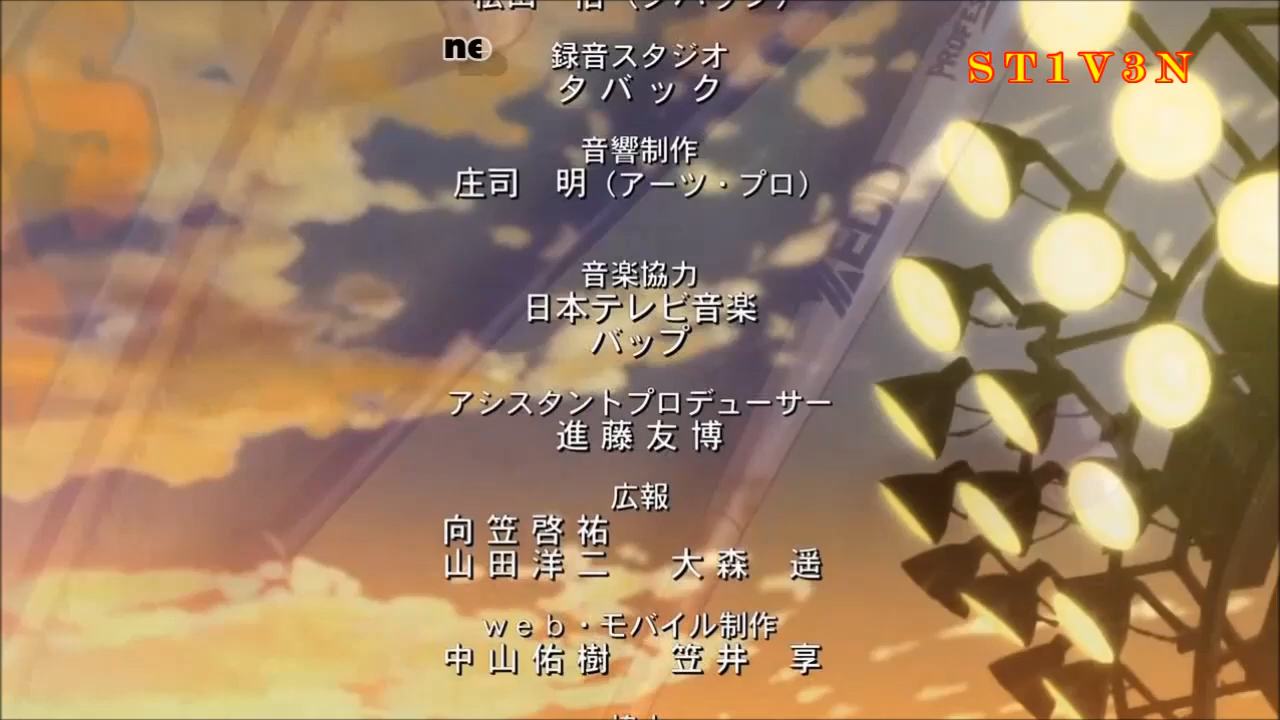 ne
ST1V3N
録音スタジオ
タバック
音響制作
庄司　明（アーツ・プロ）
音楽協力
日本テレビ音楽
バップ
アシスタントプロデューサー
進藤友博
広報
向笠啓祐
山田洋二　大森　遥
ｗｅｂ・モバイル制作
中山佑樹　笠井　享